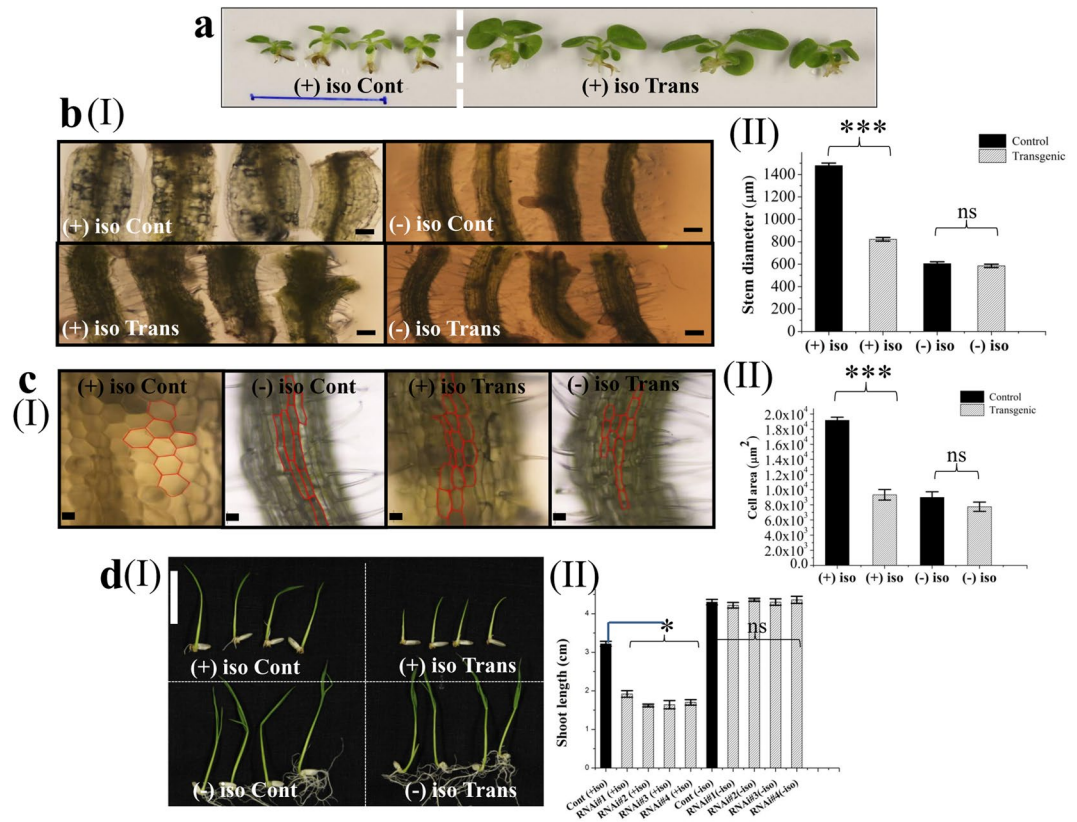 a
(+) iso Cont
(+) iso Trans
b (I)
(+) iso Cont
(-) iso Cont
(+) iso Trans
(-) iso Trans
(II)
***
Control
Transgenic
ns
Stem diameter (μm)
1400
1200
1000
800
600
400
200
0
(+) iso (+) iso (-) iso (-) iso
c
(I)
(+) iso Cont
(-) iso Cont
(+) iso Trans
(-) iso Trans
(II)
***
Control
Transgenic
ns
Cell area (μm²)
2.0x10⁴
1.8x10⁴
1.6x10⁴
1.4x10⁴
1.2x10⁴
1.0x10⁴
8.0x10³
6.0x10³
4.0x10³
2.0x10³
0.0
(+) iso (+) iso (-) iso (-) iso
d (I)
(+) iso Cont
(+) iso Trans
(-) iso Cont
(-) iso Trans
(II)
*
ns
Shoot length (cm)
4
3
2
1
0
Cont (+iso)
RNAi#1 (+iso)
RNAi#2 (+iso)
RNAi#3 (+iso)
RNAi#4 (+iso)
Cont (-iso)
RNAi#1(-iso)
RNAi#2(-iso)
RNAi#3(-iso)
RNAi#4(-iso)